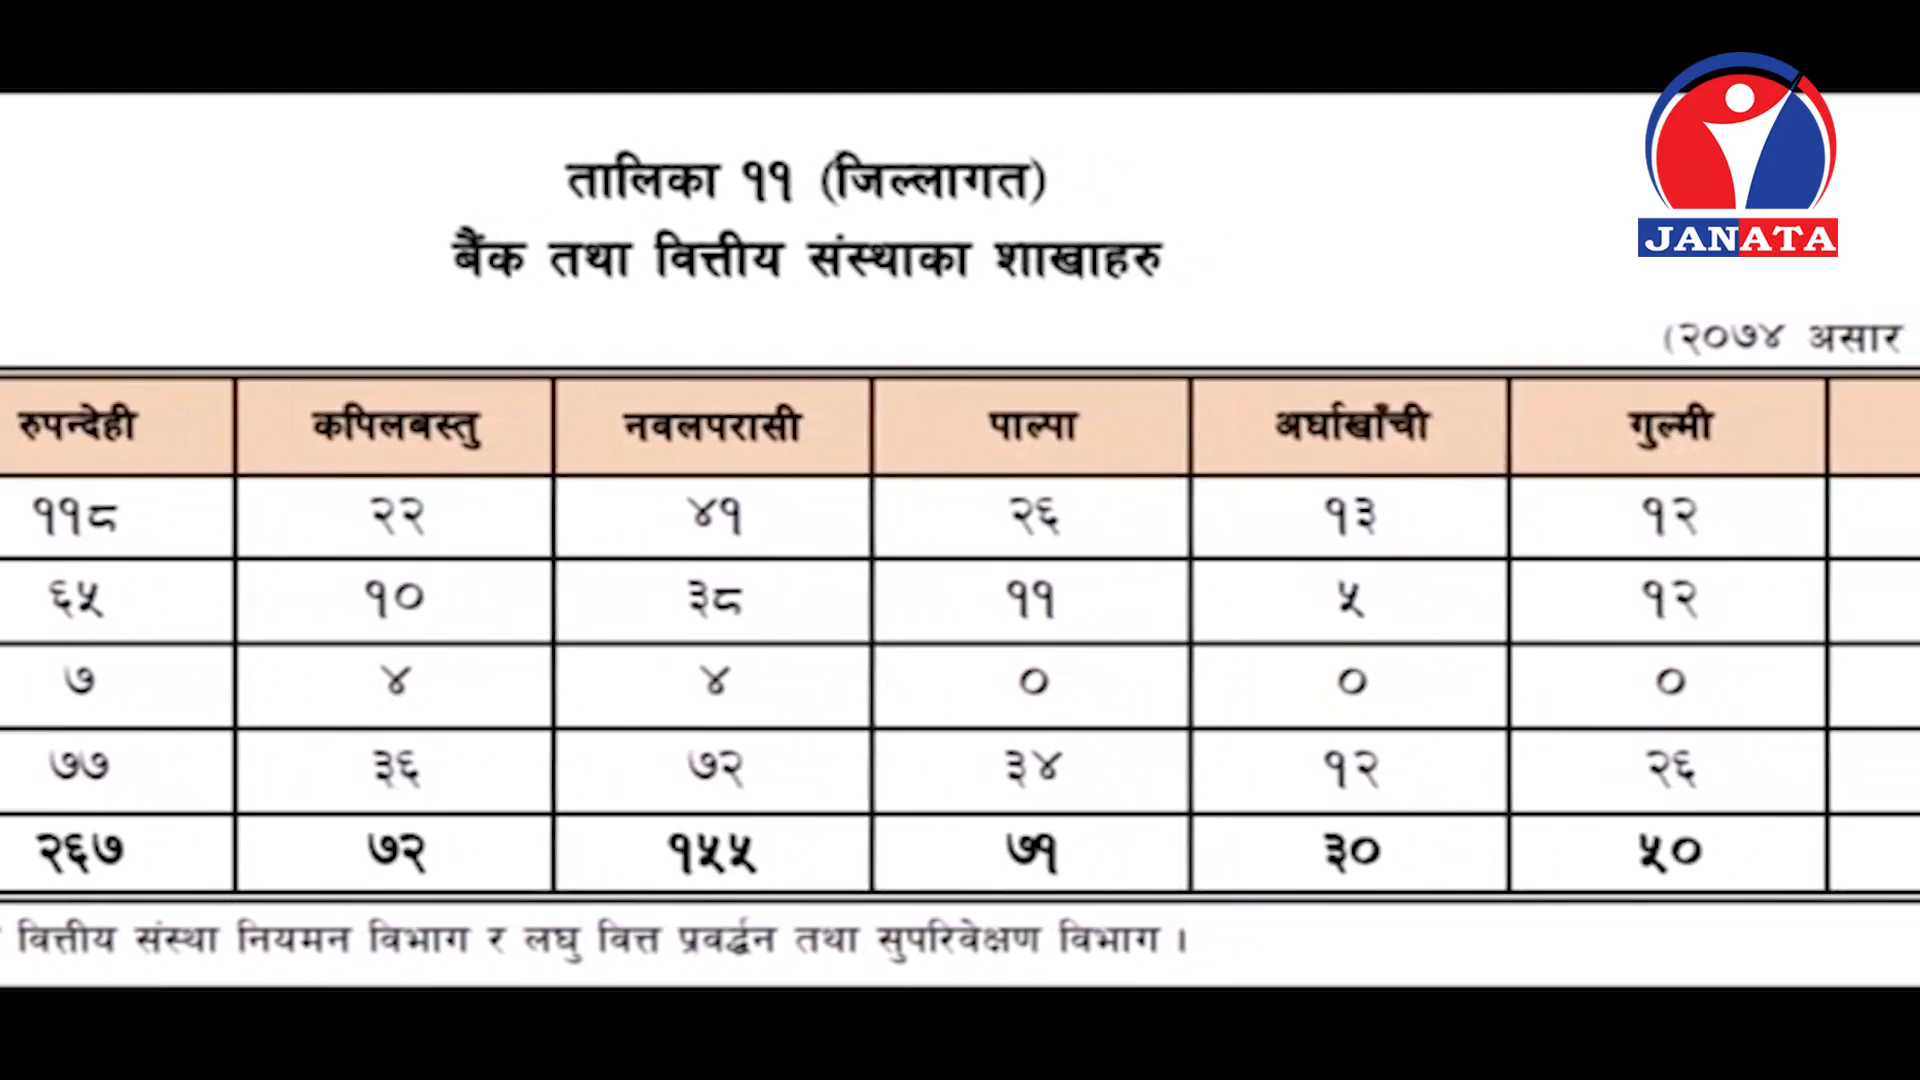 JANATA
तालिका ११ (जिल्लागत)
बैंक तथा वित्तीय संस्थाका शाखाहरु
(२०७४ असार
रुपन्देही कपिलबस्तु नवलपरासी पाल्पा अर्घाखाँची गुल्मी
११८ २२ ४१ २६ १३ १२
६५ १० ३८ ११ ५ १२
७ ४ ४ ० ० ०
७७ ३६ ७२ ३४ १२ २६
२६७ ७२ १५५ ७१ ३० ५०
वित्तीय संस्था नियमन विभाग र लघु वित्त प्रवर्द्धन तथा सुपरिवेक्षण विभाग ।